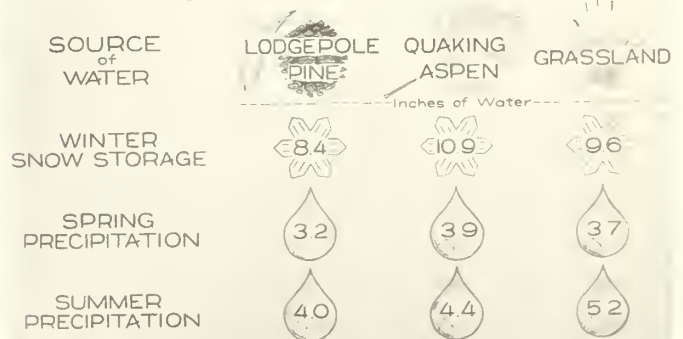 SOURCE of WATER
LODGEPOLE PINE
QUAKING ASPEN
GRASSLAND
Inches of Water
WINTER SNOW STORAGE
8.4
10.9
9.6
SPRING PRECIPITATION
3.2
3.9
3.7
SUMMER PRECIPITATION
4.0
4.4
5.2